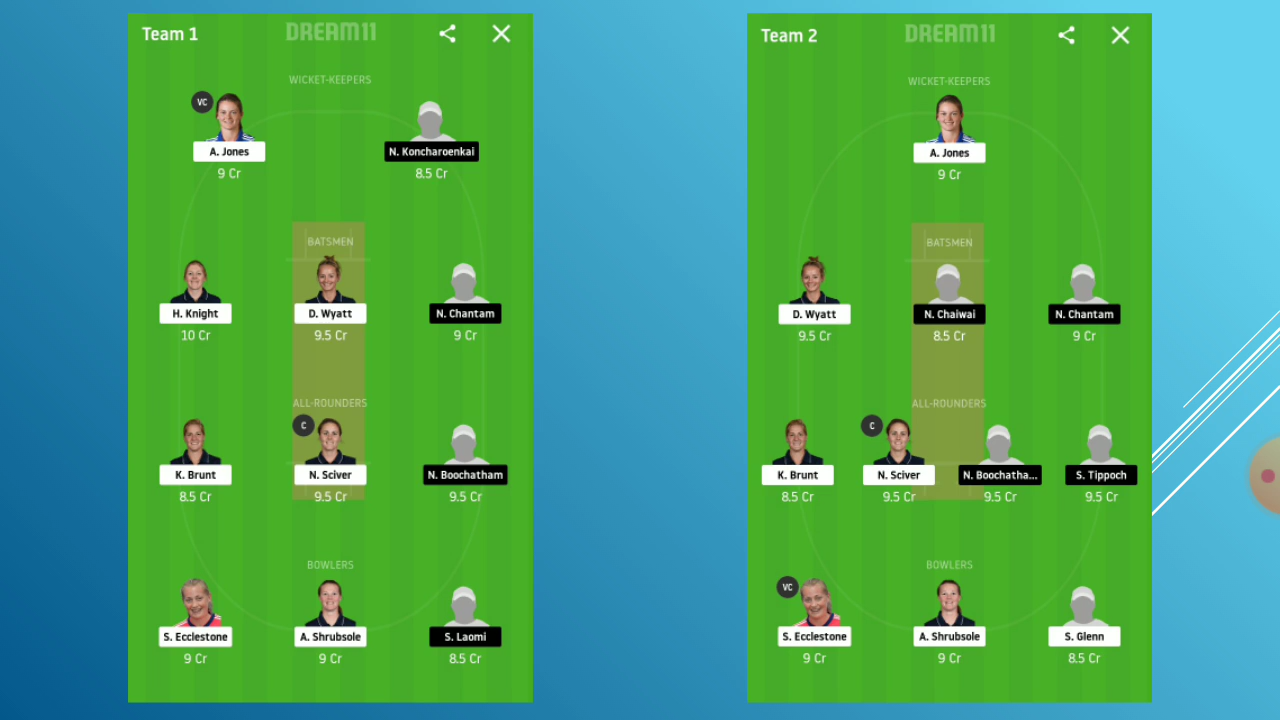 Team 1
DREAM11
WICKET-KEEPERS
VC
A. Jones
N. Koncharoenkai
9 Cr
8.5 Cr
BATSMEN
H. Knight
D. Wyatt
N. Chantam
10 Cr
9.5 Cr
9 Cr
ALL-ROUNDERS
C
K. Brunt
N. Sciver
N. Boochatham
8.5 Cr
9.5 Cr
9.5 Cr
BOWLERS
S. Ecclestone
A. Shrubsole
S. Laomi
9 Cr
9 Cr
8.5 Cr
Team 2
DREAM11
WICKET-KEEPERS
A. Jones
9 Cr
BATSMEN
D. Wyatt
N. Chaiwai
N. Chantam
9.5 Cr
8.5 Cr
9 Cr
ALL-ROUNDERS
C
K. Brunt
N. Sciver
N. Boochatha...
S. Tippoch
8.5 Cr
9.5 Cr
9.5 Cr
9.5 Cr
BOWLERS
VC
S. Ecclestone
A. Shrubsole
S. Glenn
9 Cr
9 Cr
8.5 Cr